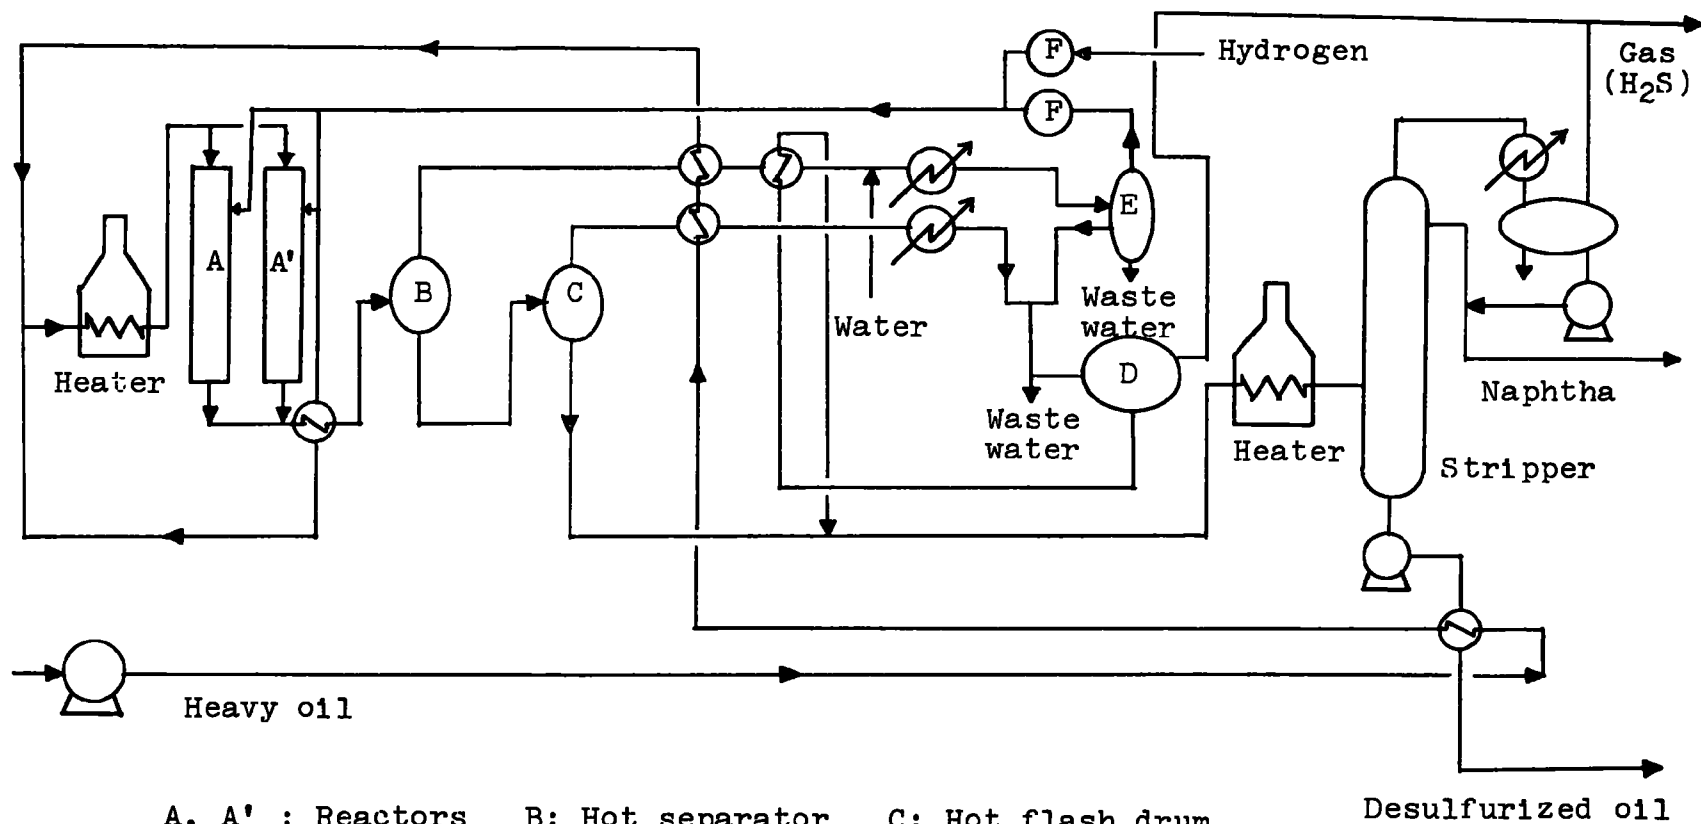 F
Hydrogen
Gas
(H2S)
F
E
A
A'
B
C
Waste
water
Water
Heater
D
Naphtha
Waste
water
Heater
Stripper
Heavy oil
Desulfurized oil
A, A' : Reactors B: Hot separator C: Hot flash drum